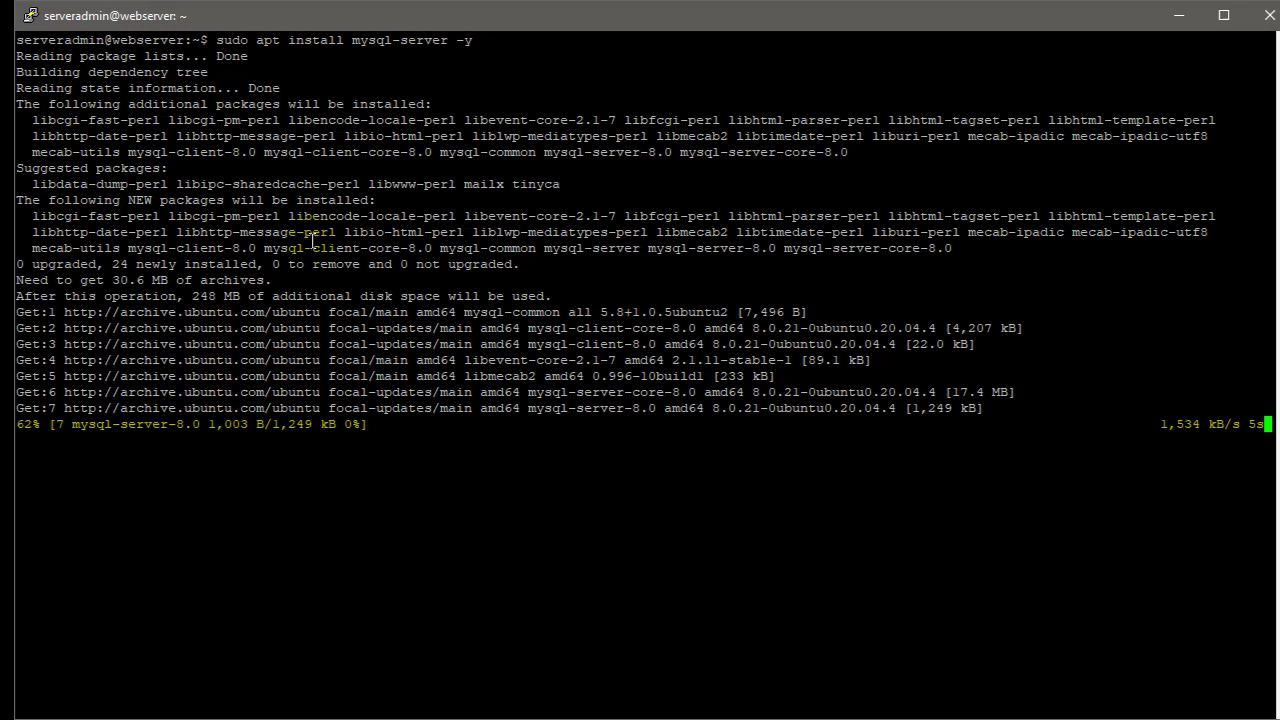 serveradmin@webserver: ~
serveradmin@webserver:~$ sudo apt install mysql-server -y
Reading package lists... Done
Building dependency tree
Reading state information... Done
The following additional packages will be installed:
  libcgi-fast-perl libcgi-pm-perl libencode-locale-perl libevent-core-2.1-7 libfcgi-perl libhtml-parser-perl libhtml-tagset-perl libhtml-template-perl
  libhttp-date-perl libhttp-message-perl libio-html-perl liblwp-mediatypes-perl libmecab2 libtimedate-perl liburi-perl mecab-ipadic mecab-ipadic-utf8
  mecab-utils mysql-client-8.0 mysql-client-core-8.0 mysql-common mysql-server-8.0 mysql-server-core-8.0
Suggested packages:
  libdata-dump-perl libipc-sharedcache-perl libwww-perl mailx tinyca
The following NEW packages will be installed:
  libcgi-fast-perl libcgi-pm-perl libencode-locale-perl libevent-core-2.1-7 libfcgi-perl libhtml-parser-perl libhtml-tagset-perl libhtml-template-perl
  libhttp-date-perl libhttp-message-perl libio-html-perl liblwp-mediatypes-perl libmecab2 libtimedate-perl liburi-perl mecab-ipadic mecab-ipadic-utf8
  mecab-utils mysql-client-8.0 mysql-client-core-8.0 mysql-common mysql-server mysql-server-8.0 mysql-server-core-8.0
0 upgraded, 24 newly installed, 0 to remove and 0 not upgraded.
Need to get 30.6 MB of archives.
After this operation, 248 MB of additional disk space will be used.
Get:1 http://archive.ubuntu.com/ubuntu focal/main amd64 mysql-common all 5.8+1.0.5ubuntu2 [7,496 B]
Get:2 http://archive.ubuntu.com/ubuntu focal-updates/main amd64 mysql-client-core-8.0 amd64 8.0.21-0ubuntu0.20.04.4 [4,207 kB]
Get:3 http://archive.ubuntu.com/ubuntu focal-updates/main amd64 mysql-client-8.0 amd64 8.0.21-0ubuntu0.20.04.4 [22.0 kB]
Get:4 http://archive.ubuntu.com/ubuntu focal/main amd64 libevent-core-2.1-7 amd64 2.1.11-stable-1 [89.1 kB]
Get:5 http://archive.ubuntu.com/ubuntu focal/main amd64 libmecab2 amd64 0.996-10build1 [233 kB]
Get:6 http://archive.ubuntu.com/ubuntu focal-updates/main amd64 mysql-server-core-8.0 amd64 8.0.21-0ubuntu0.20.04.4 [17.4 MB]
Get:7 http://archive.ubuntu.com/ubuntu focal-updates/main amd64 mysql-server-8.0 amd64 8.0.21-0ubuntu0.20.04.4 [1,249 kB]
62% [7 mysql-server-8.0 1,003 B/1,249 kB 0%] 1,534 kB/s 5s